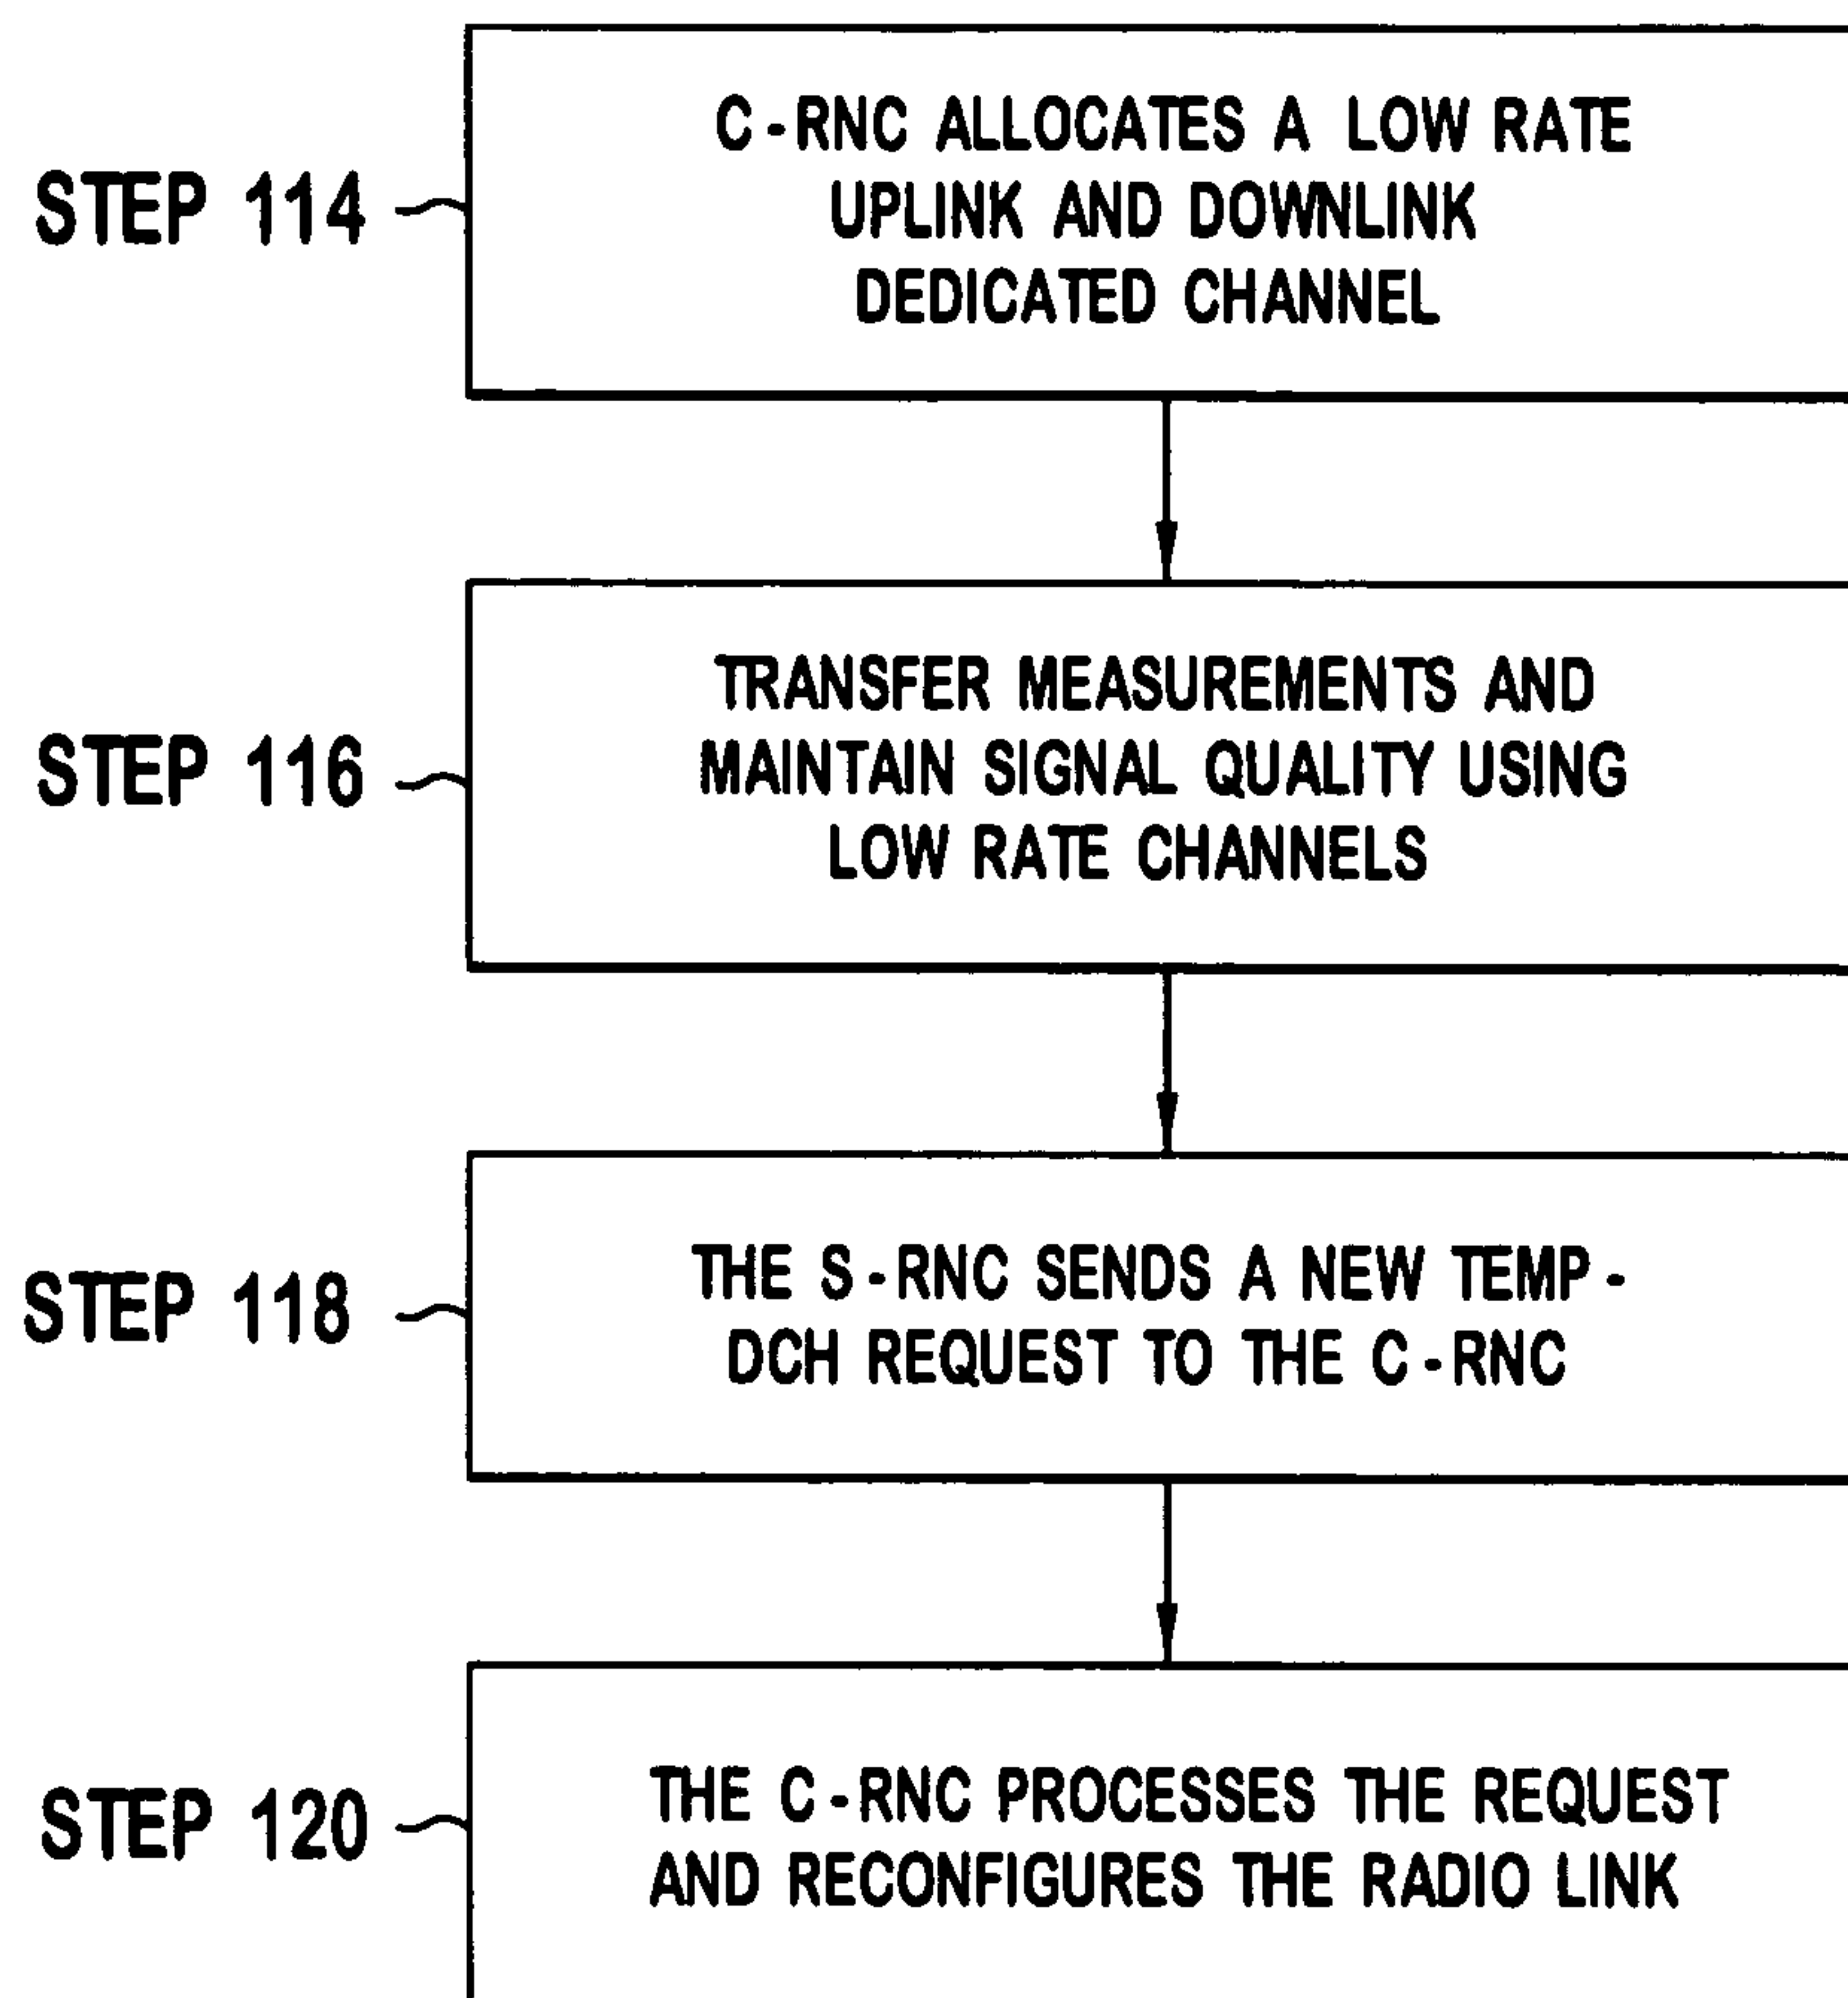 C-RNC ALLOCATES A LOW RATE
UPLINK AND DOWNLINK
DEDICATED CHANNEL
STEP 114
TRANSFER MEASUREMENTS AND
MAINTAIN SIGNAL QUALITY USING
LOW RATE CHANNELS
STEP 116
THE S-RNC SENDS A NEW TEMP-
DCH REQUEST TO THE C-RNC
STEP 118
THE C-RNC PROCESSES THE REQUEST
AND RECONFIGURES THE RADIO LINK
STEP 120